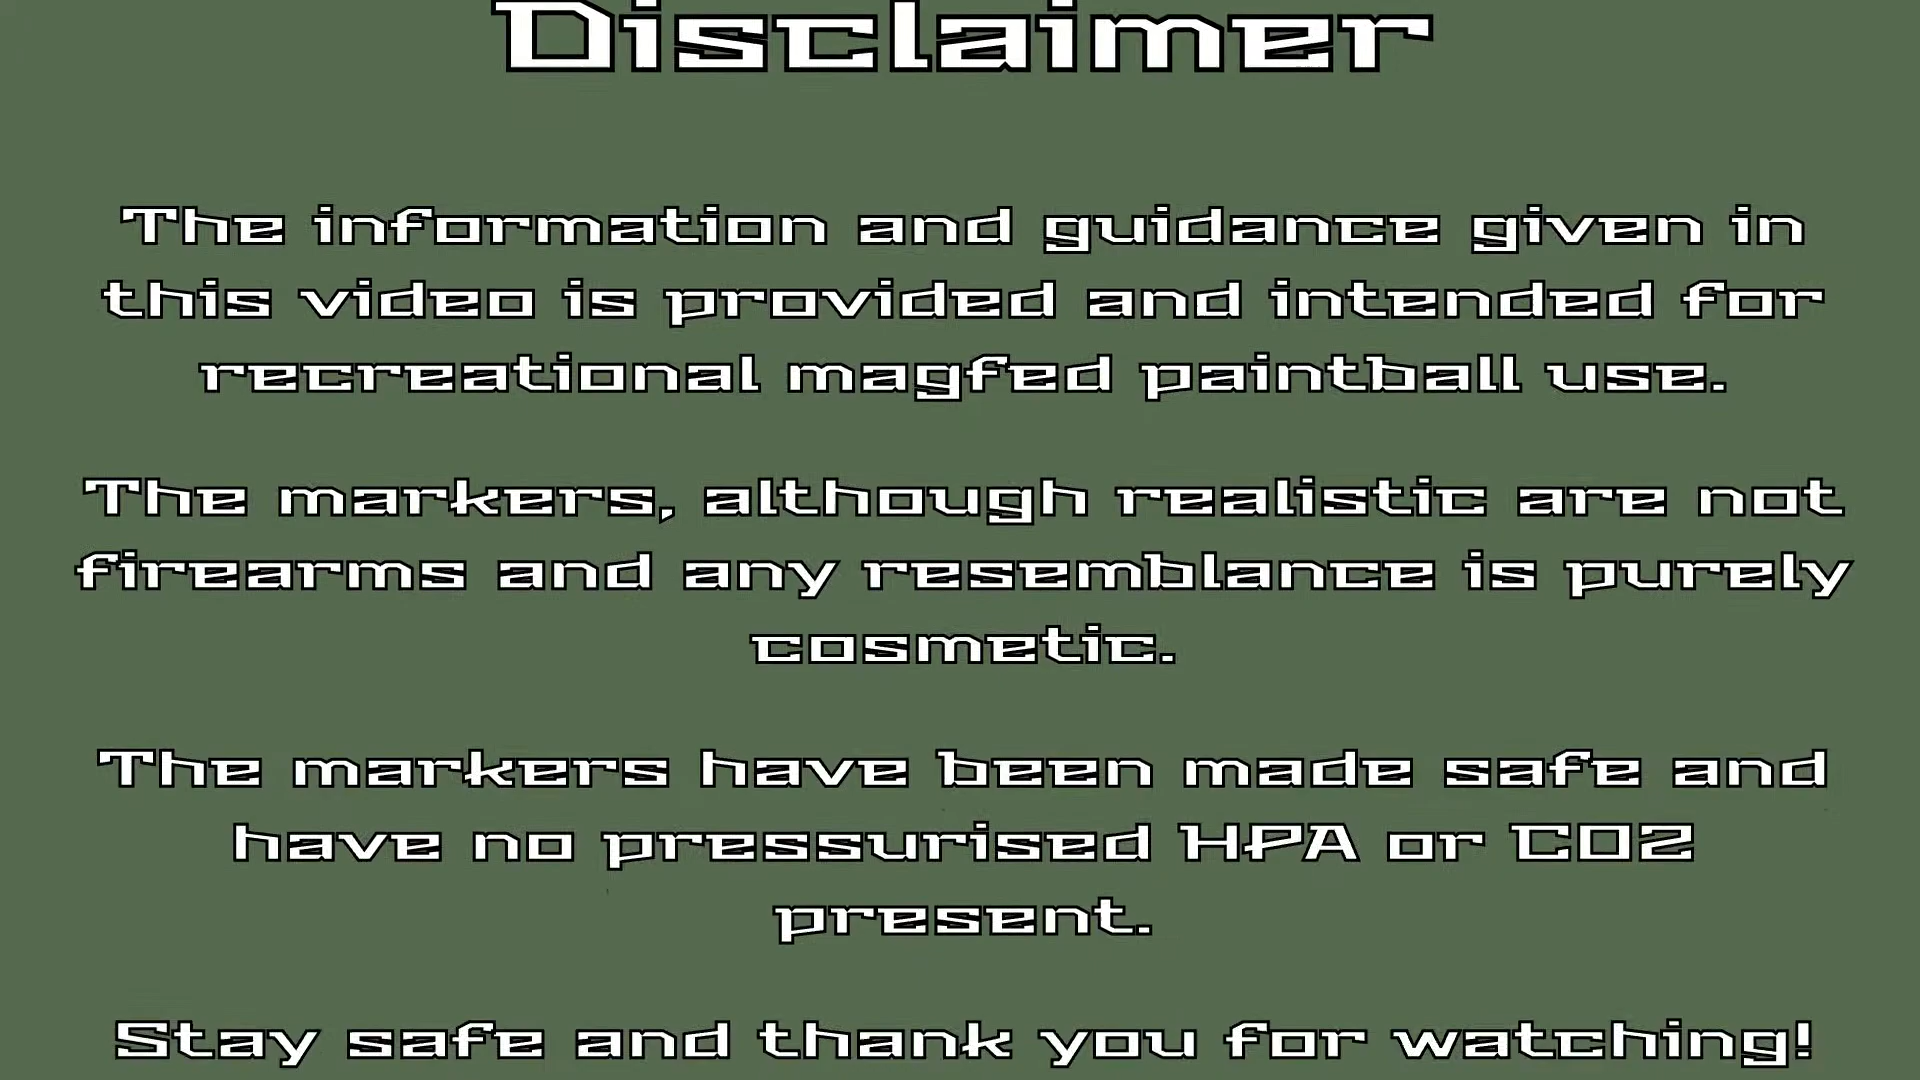 Disclaimer
The information and guidance given in
this video is provided and intended for
recreational magfed paintball use.
The markers, although realistic are not
firearms and any resemblance is purely
cosmetic.
The markers have been made safe and
have no pressurised HPA or CO2
present.
Stay safe and thank you for watching!